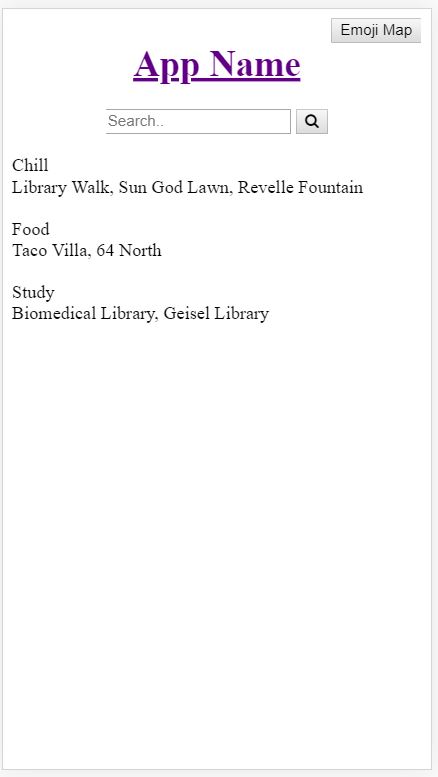 Emoji Map
App Name
Search..
Chill
Library Walk, Sun God Lawn, Revelle Fountain
Food
Taco Villa, 64 North
Study
Biomedical Library, Geisel Library